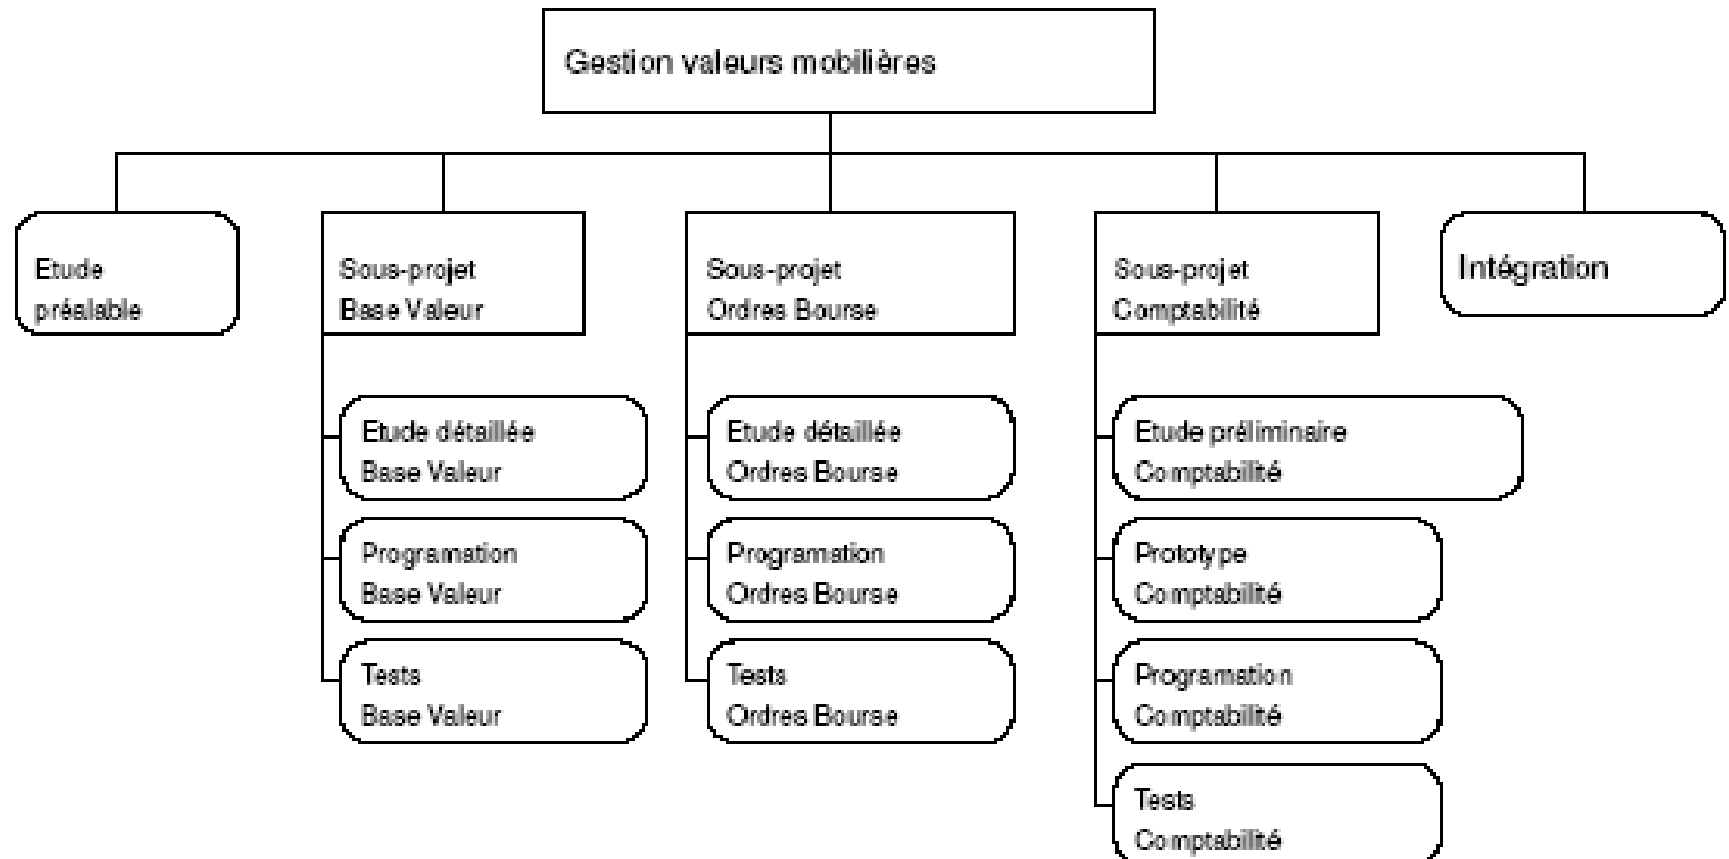 Gestion valeurs mobilières
Etude
préalable
Sous-projet
Base Valeur
Sous-projet
Ordres Bourse
Sous-projet
Comptabilité
Intégration
Etude détaillée
Base Valeur
Programation
Base Valeur
Tests
Base Valeur
Etude détaillée
Ordres Bourse
Programation
Ordres Bourse
Tests
Ordres Bourse
Etude préliminaire
Comptabilité
Prototype
Comptabilité
Programation
Comptabilité
Tests
Comptabilité